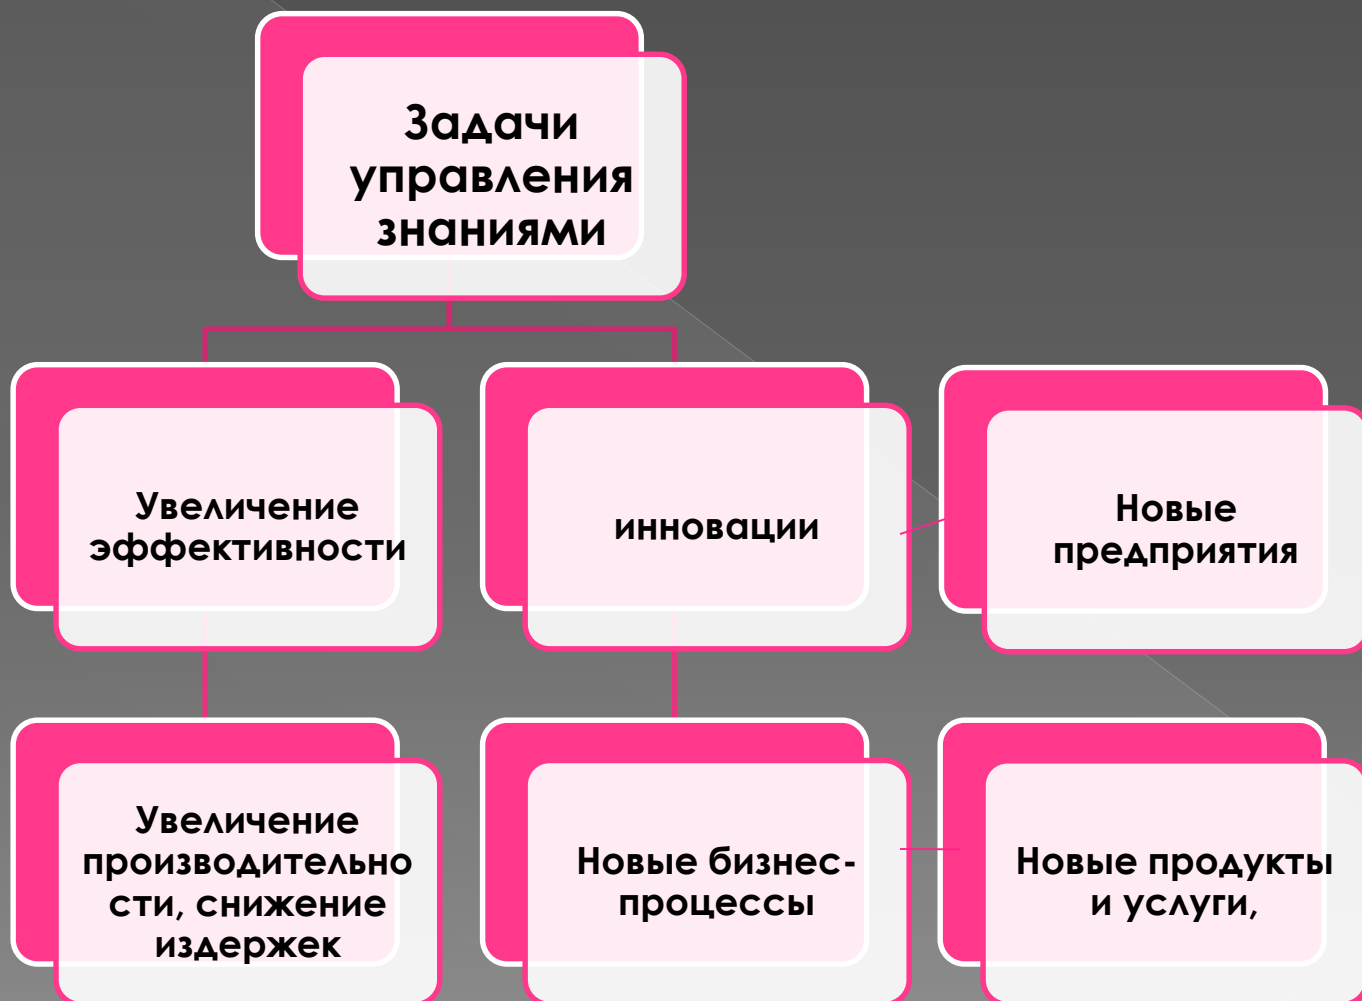 Задачи
управления
знаниями
Увеличение
эффективности
инновации
Новые
предприятия
Увеличение
производительно
сти, снижение
издержек
Новые бизнес-
процессы
Новые продукты
и услуги,